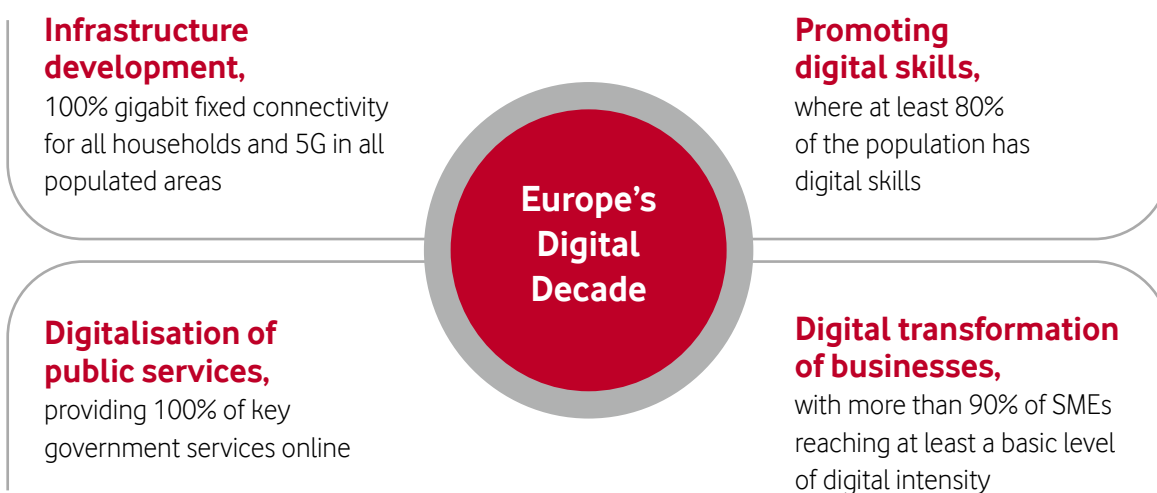 Infrastructure
development,
100% gigabit fixed connectivity
for all households and 5G in all
populated areas
Promoting
digital skills,
where at least 80%
of the population has
digital skills
Europe's
Digital
Decade
Digitalisation of
public services,
providing 100% of key
government services online
Digital transformation
of businesses,
with more than 90% of SMEs
reaching at least a basic level
of digital intensity